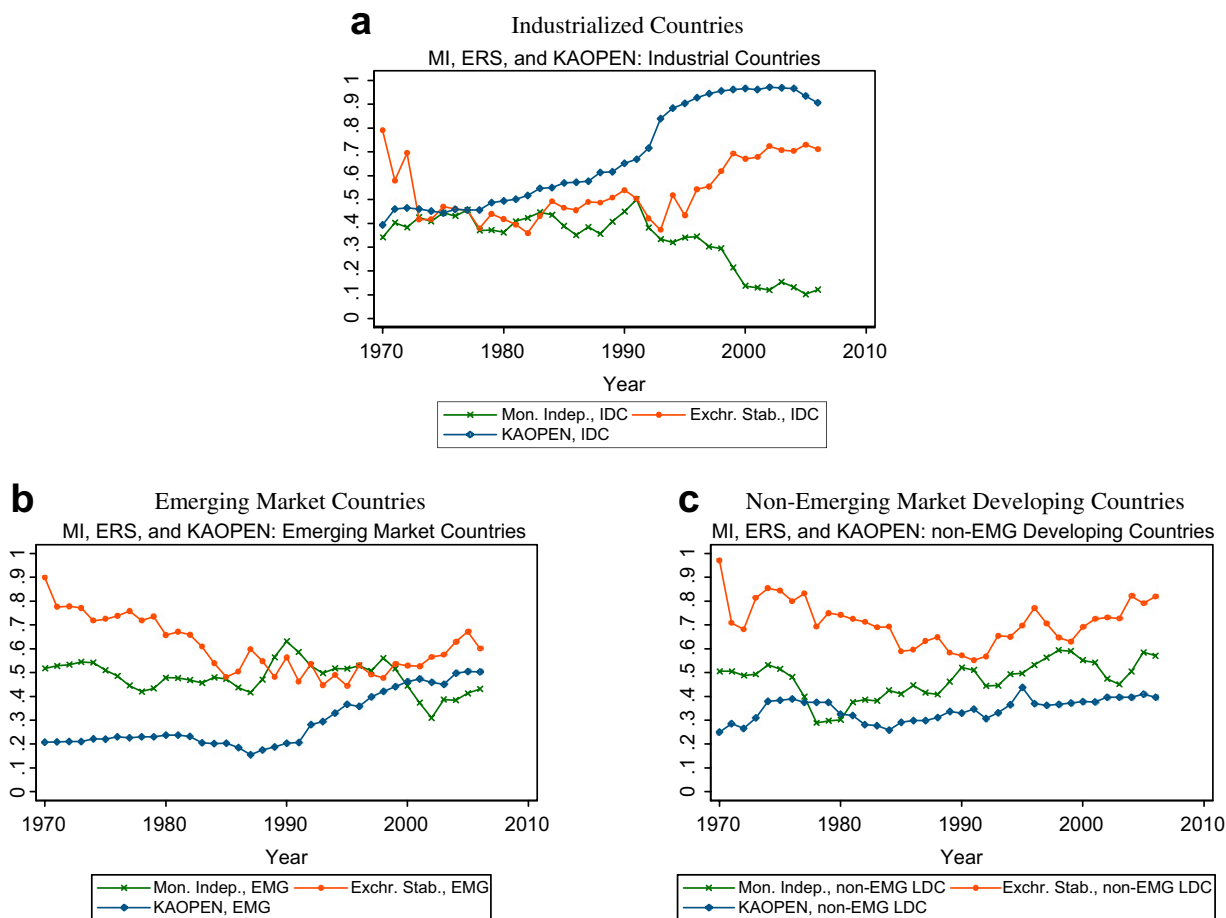 a
Industrialized Countries
MI, ERS, and KAOPEN: Industrial Countries
1
.9
.8
.7
.6
.5
.4
.3
.2
.1
0
1970 1980 1990 2000 2010
Year
Mon. Indep., IDC Exchr. Stab., IDC
KAOPEN, IDC
b
Emerging Market Countries
MI, ERS, and KAOPEN: Emerging Market Countries
1
.9
.8
.7
.6
.5
.4
.3
.2
.1
0
1970 1980 1990 2000 2010
Year
Mon. Indep., EMG Exchr. Stab., EMG
KAOPEN, EMG
c
Non-Emerging Market Developing Countries
MI, ERS, and KAOPEN: non-EMG Developing Countries
1
.9
.8
.7
.6
.5
.4
.3
.2
.1
0
1970 1980 1990 2000 2010
Year
Mon. Indep., non-EMG LDC Exchr. Stab., non-EMG LDC
KAOPEN, non-EMG LDC